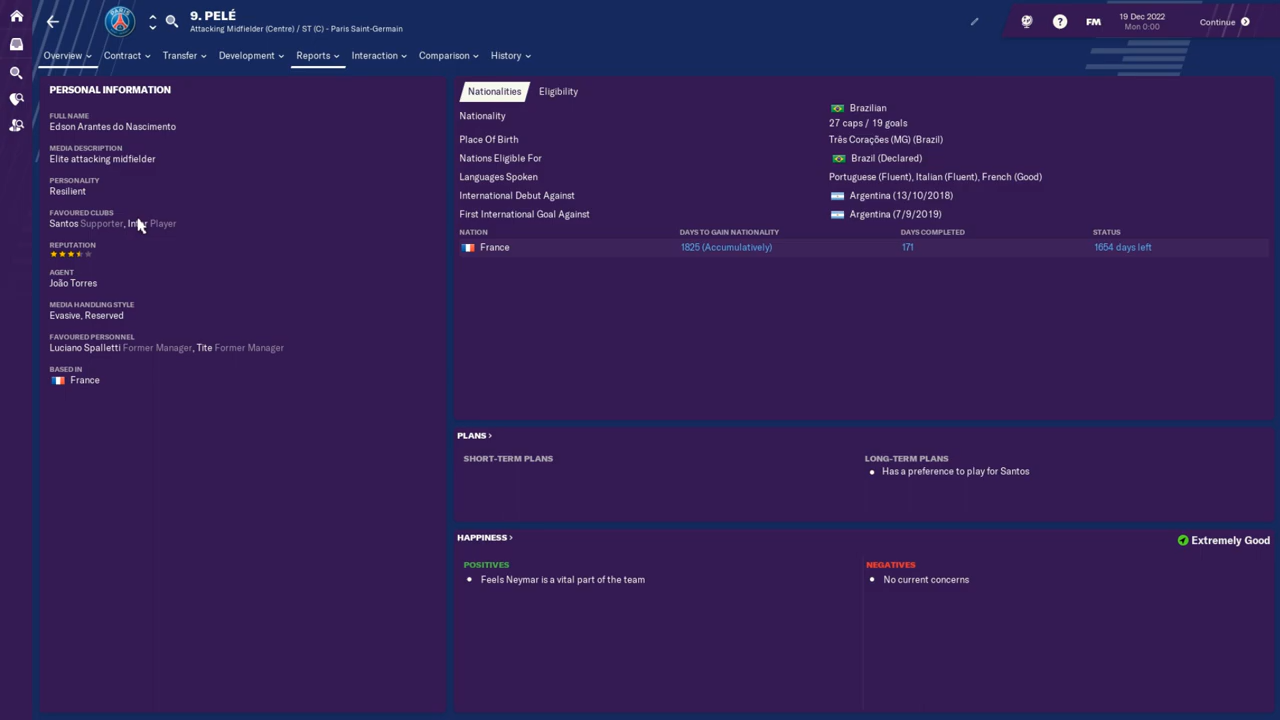 9. PELÉ
Attacking Midfielder (Centre) / ST (C) - Paris Saint-Germain
FM
19 Dec 2022
Mon 0:00
Continue
Overview
Contract
Transfer
Development
Reports
Interaction
Comparison
History
PERSONAL INFORMATION
FULL NAME
Edson Arantes do Nascimento
MEDIA DESCRIPTION
Elite attacking midfielder
PERSONALITY
Resilient
FAVOURED CLUBS
Santos Supporter, Inter Player
REPUTATION
AGENT
João Torres
MEDIA HANDLING STYLE
Evasive, Reserved
FAVOURED PERSONNEL
Luciano Spalletti Former Manager, Tite Former Manager
BASED IN
France
Nationalities
Eligibility
Nationality
Brazilian
27 caps / 19 goals
Place Of Birth
Três Corações (MG) (Brazil)
Nations Eligible For
Brazil (Declared)
Languages Spoken
Portuguese (Fluent), Italian (Fluent), French (Good)
International Debut Against
Argentina (13/10/2018)
First International Goal Against
Argentina (7/9/2019)
NATION
DAYS TO GAIN NATIONALITY
DAYS COMPLETED
STATUS
France
1825 (Accumulatively)
171
1654 days left
PLANS >
SHORT-TERM PLANS
LONG-TERM PLANS
Has a preference to play for Santos
HAPPINESS >
Extremely Good
POSITIVES
Feels Neymar is a vital part of the team
NEGATIVES
No current concerns